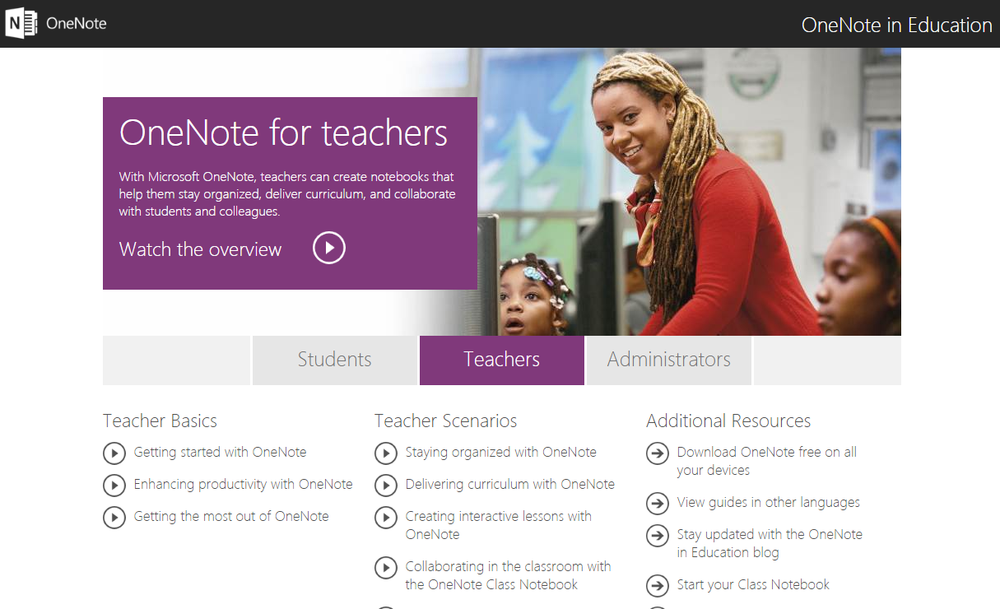 N OneNote
OneNote in Education
OneNote for teachers
With Microsoft OneNote, teachers can create notebooks that
help them stay organized, deliver curriculum, and collaborate
with students and colleagues.
Watch the overview
Students
Teachers
Administrators
Teacher Basics
Getting started with OneNote
Enhancing productivity with OneNote
Getting the most out of OneNote
Teacher Scenarios
Staying organized with OneNote
Delivering curriculum with OneNote
Creating interactive lessons with
OneNote
Collaborating in the classroom with
the OneNote Class Notebook
Additional Resources
Download OneNote free on all
your devices
View guides in other languages
Stay updated with the OneNote
in Education blog
Start your Class Notebook